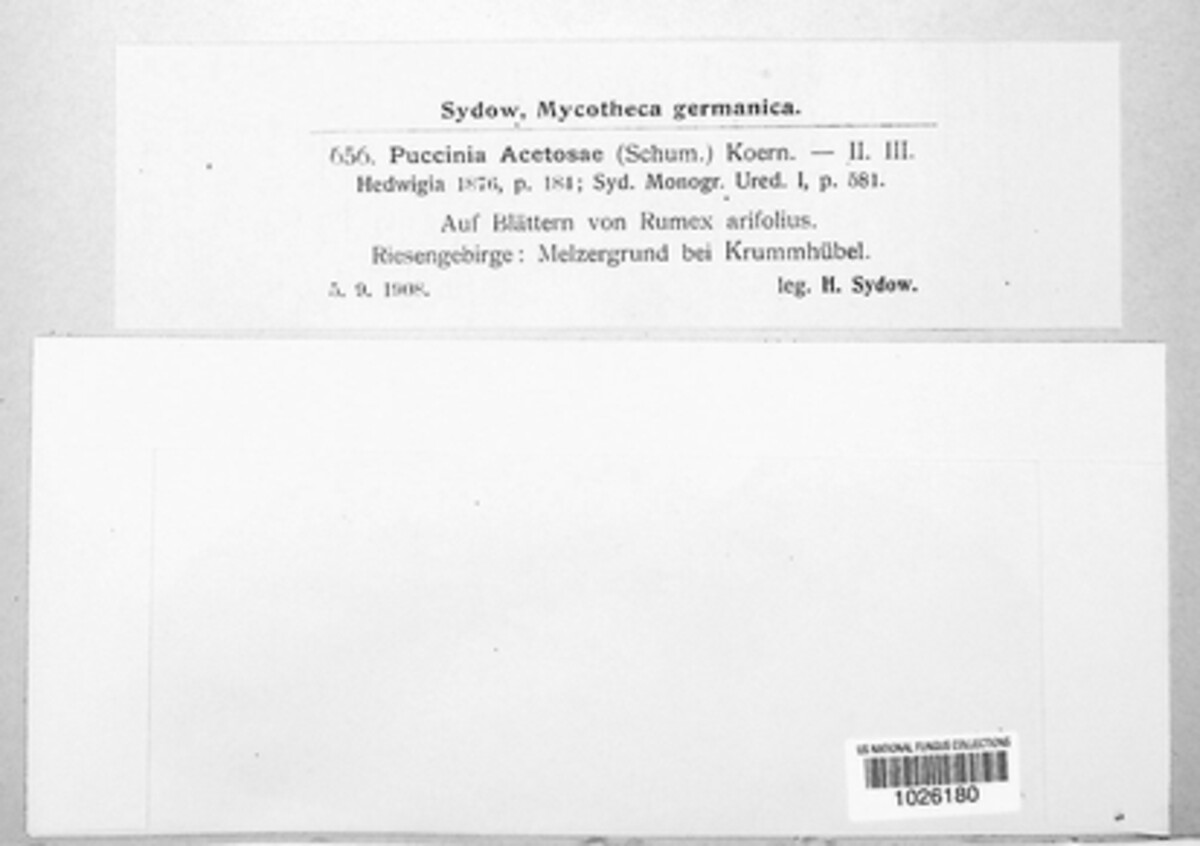 Sydow, Mycotheca germanica.
656. Puccinia Acetosae (Schum.) Koern. — II. III.
Hedwigia 1876, p. 184; Syd. Monogr. Ured. I, p. 581.
Auf Blättern von Rumex arifolius.
Riesengebirge: Melzergrund bei Krummhübel.
5. 9. 1908. leg. H. Sydow.
US NATIONAL FUNGUS COLLECTIONS
1026180